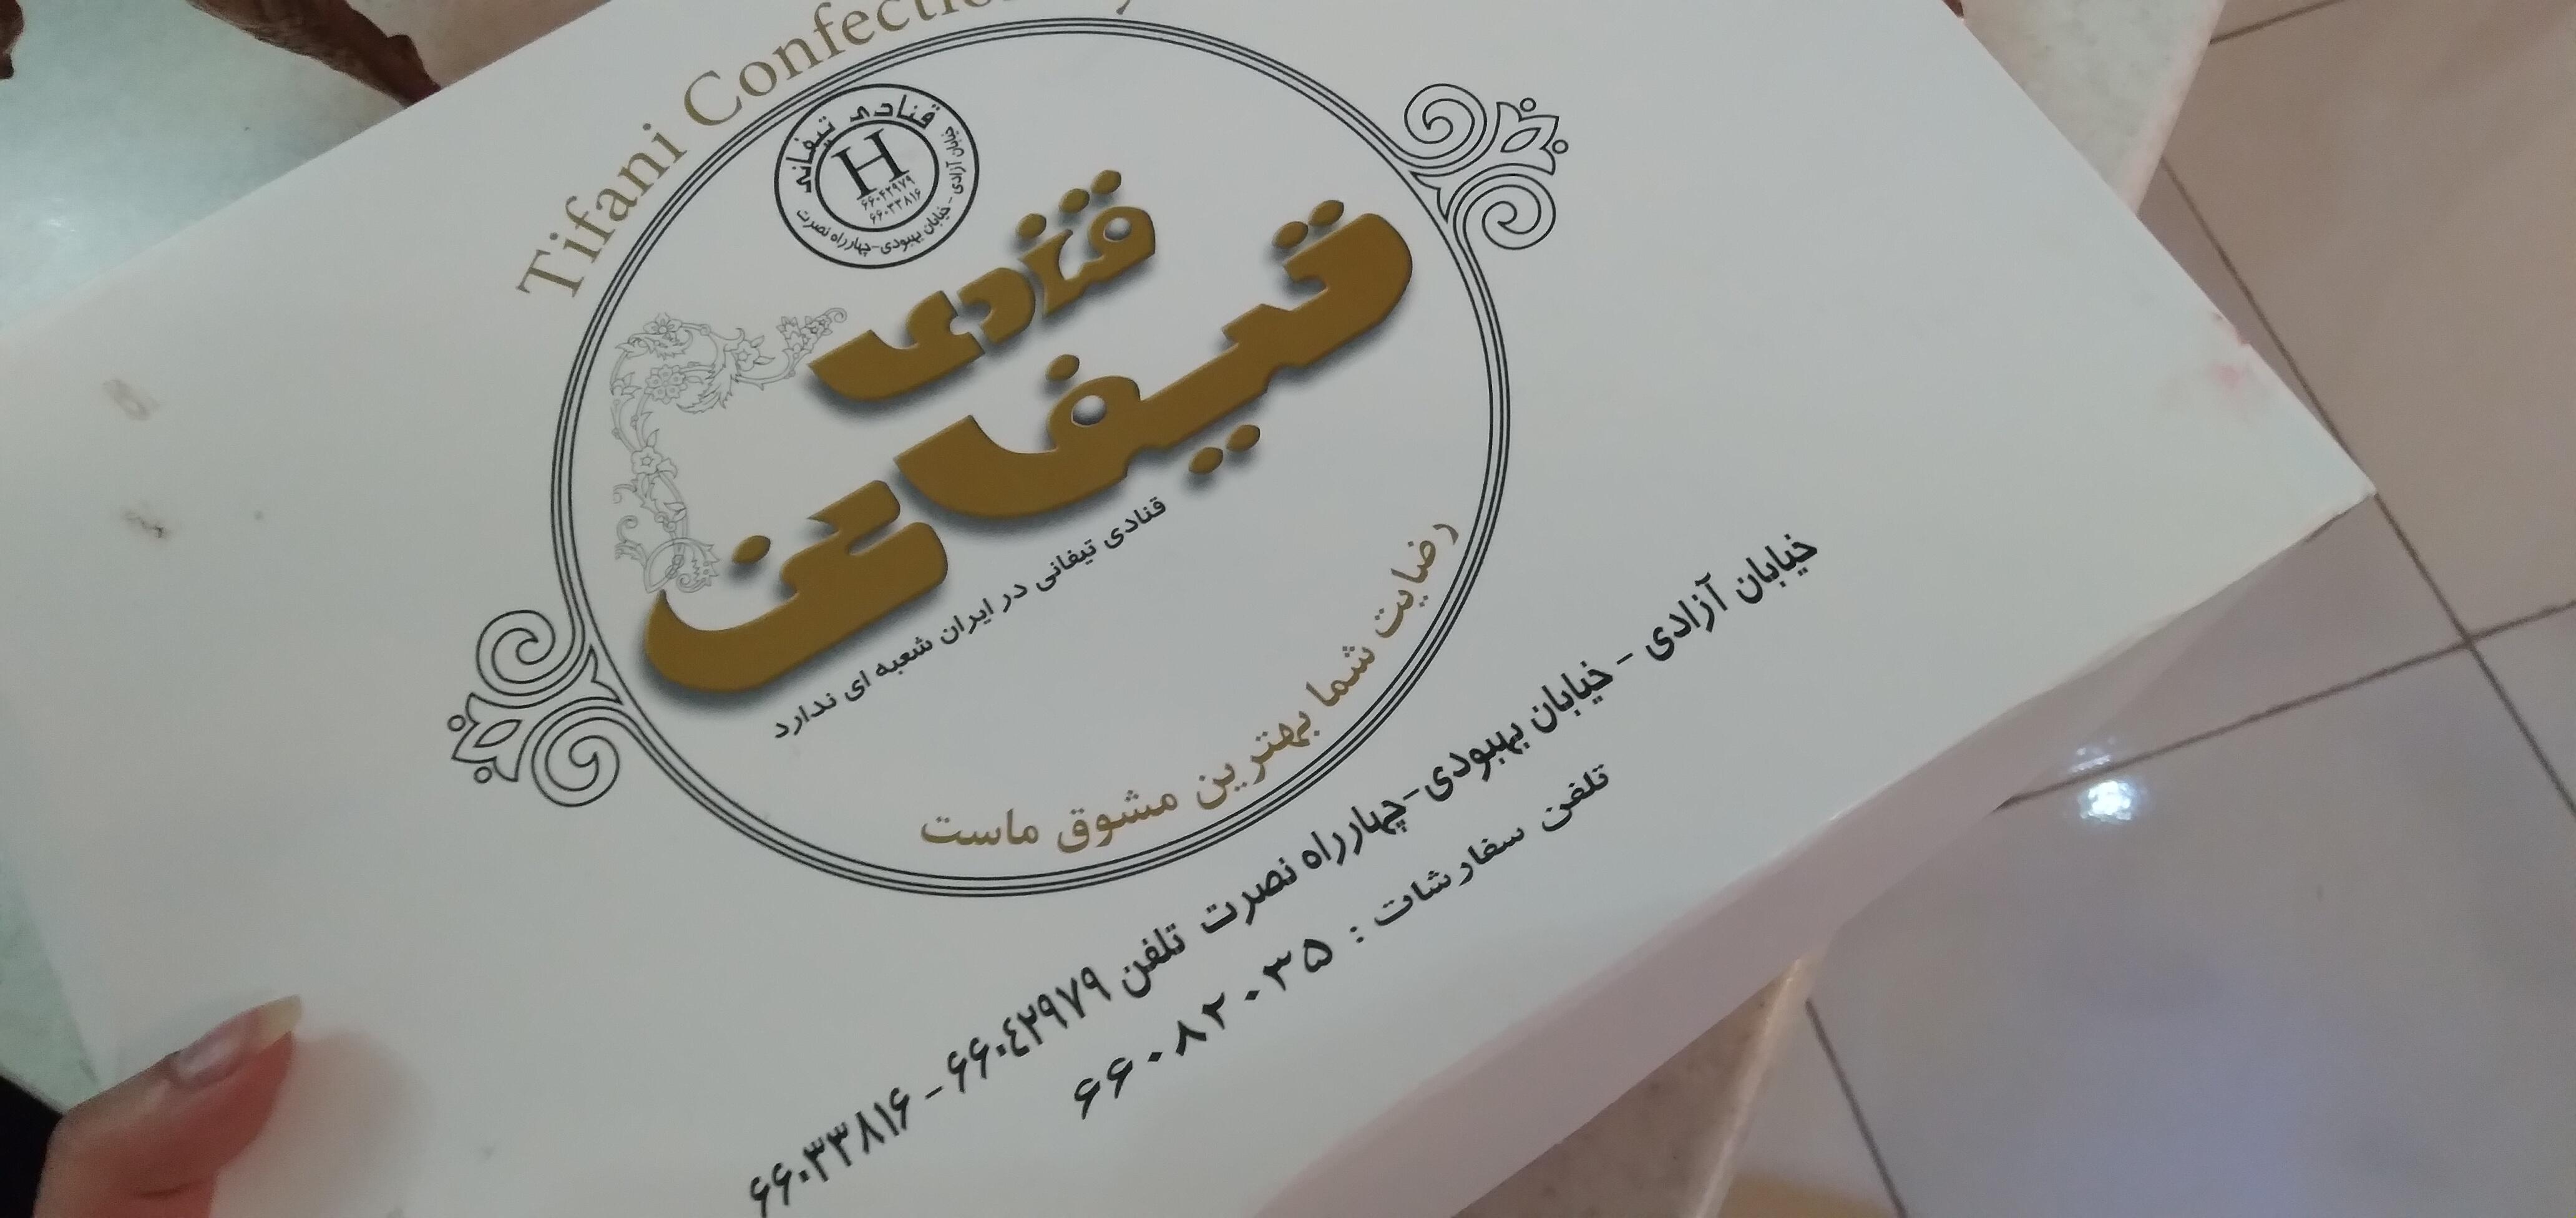 Tifani
قنادی تیفانی
H
۶۶۰۴۲۹۷۹
۶۶۰۳۳۸۱۶
خیابان آزادی - خیابان بهبودی-چهارراه نصرت
قنادی
تیفانی
قنادی تیفانی در ایران شعبه ای ندارد
رضایت شما بهترین مشوق ماست
خیابان آزادی - خیابان بهبودی-چهارراه نصرت تلفن ۶۶۰۴۲۹۷۹ - ۶۶۰۳۳۸۱۶
تلفن سفارشات : ۶۶۰۸۲۰۳۵